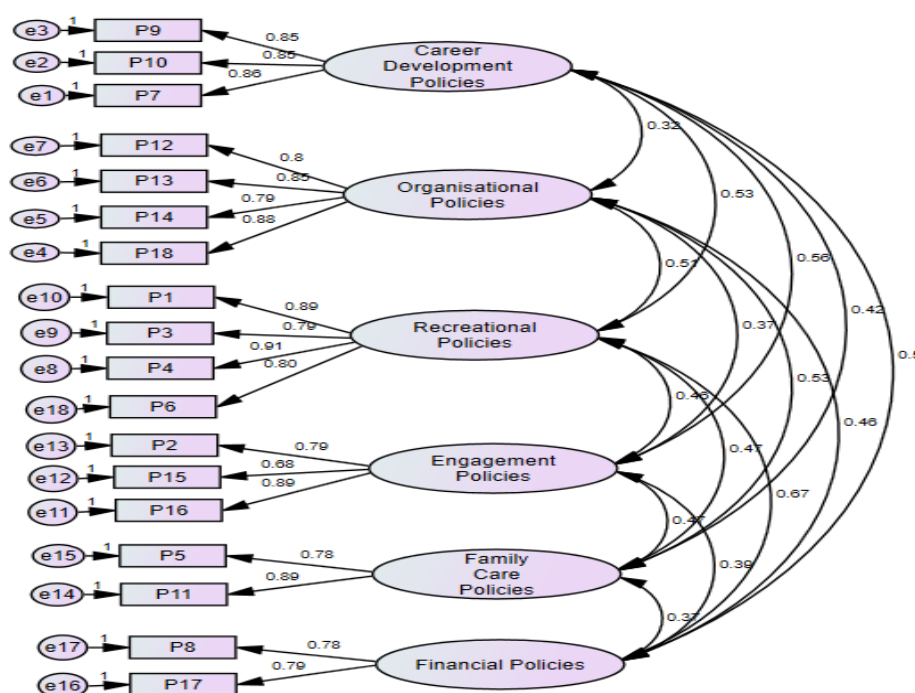 e3 1 P9 0.85
e2 1 P10 0.85
e1 1 P7 0.86
Career
Development
Policies
0.32
e7 1 P12 0.8
e6 1 P13 0.85
e5 1 P14 0.79
e4 1 P18 0.88
Organisational
Policies
0.53
0.51
0.56
0.42
0.37
0.53
0.46
e10 1 P1 0.89
e9 1 P3 0.79
e8 1 P4 0.91
e18 1 P6 0.80
Recreational
Policies
0.47
0.67
e13 1 P2 0.79
e12 1 P15 0.68
e11 1 P16 0.89
Engagement
Policies
0.47
0.39
e15 1 P5 0.78
e14 1 P11 0.89
Family
Care
Policies
0.37
e17 1 P8 0.78
e16 1 P17 0.79
Financial Policies